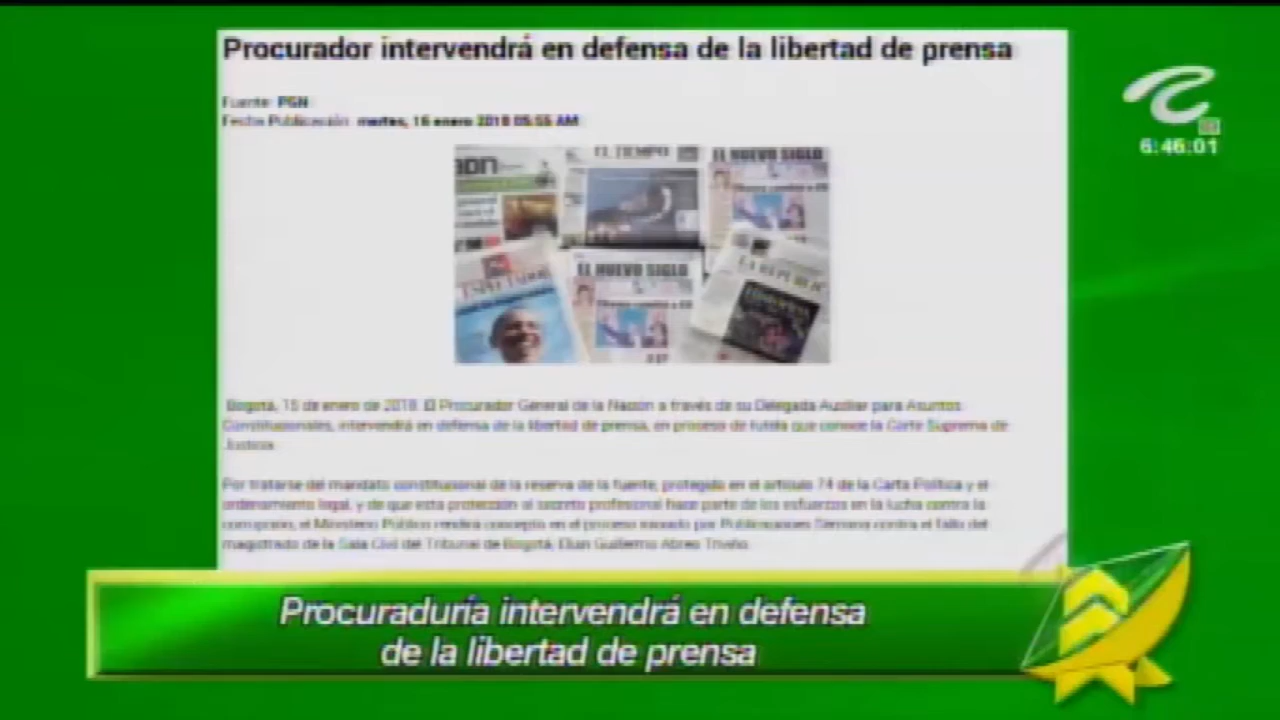 Procurador intervendrá en defensa de la libertad de prensa
Fuente: PGN
Fecha Publicación: martes, 16 enero 2018 05:55 AM
6:46:01
ADN
EL TIEMPO
EL NUEVO SIGLO
EL NUEVO SIGLO
LA REPÚBLIC
Bogotá, 15 de enero de 2018. El Procurador General de la Nación a través de su Delegada Auxiliar para Asuntos
Constitucionales, intervendrá en defensa de la libertad de prensa, en proceso de tutela que conoce la Corte Suprema de
Justicia.
Por tratarse del mandato constitucional de la reserva de la fuente, protegido en el artículo 74 de la Carta Política y el
ordenamiento legal, y de que esta protección al secreto profesional hace parte de los esfuerzos en la lucha contra la
corrupción, el Ministerio Público rendirá concepto en el proceso iniciado por Publicaciones Semana contra el fallo del
magistrado de la Sala Civil del Tribunal de Bogotá, Guillermo
Procuraduría intervendrá en defensa
de la libertad de prensa